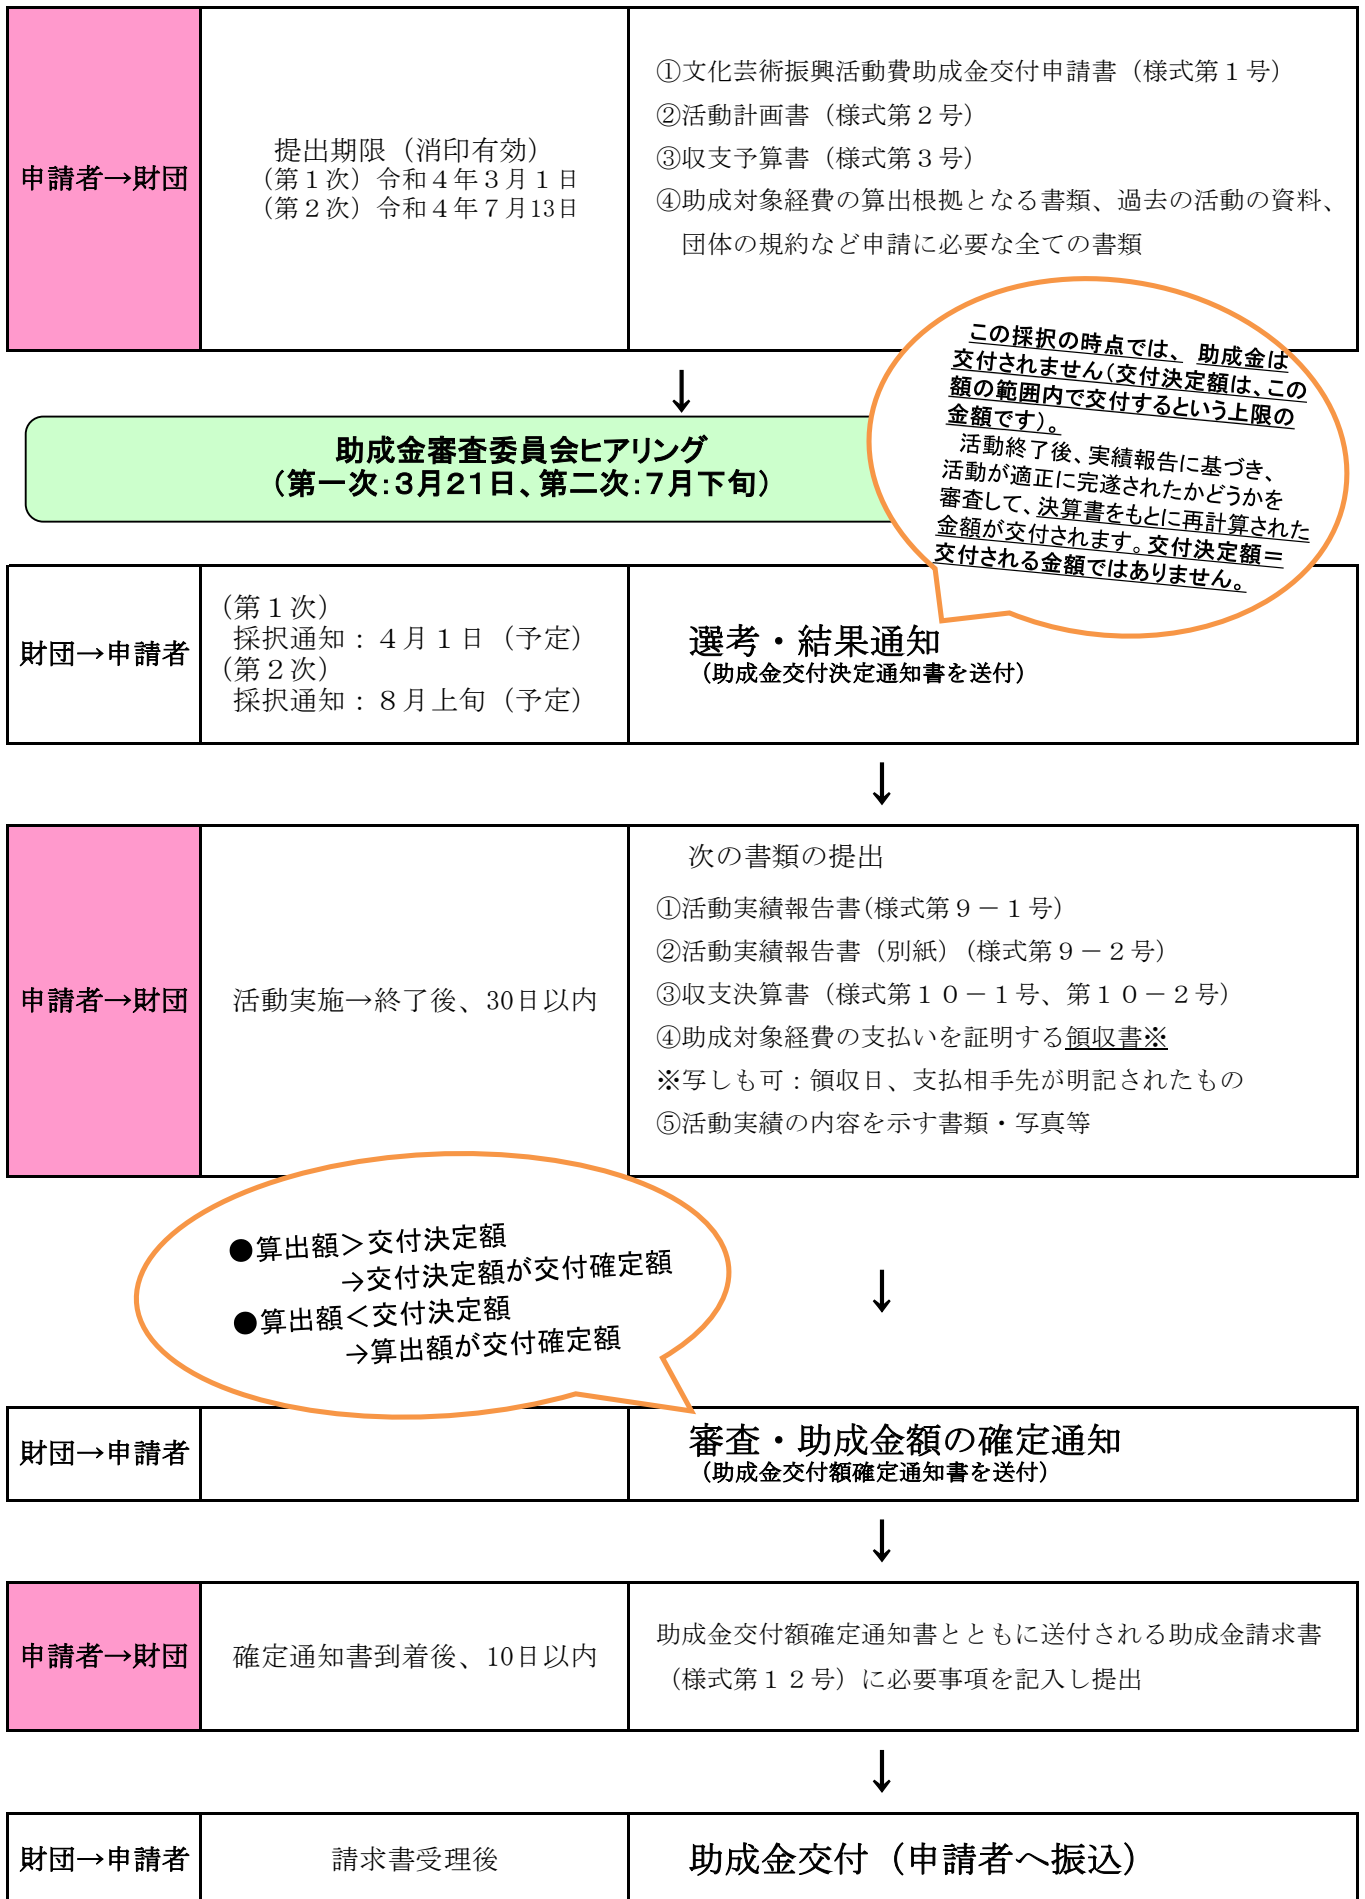 申請者→財団
提出期限（消印有効）
（第１次）令和４年３月１日
（第２次）令和４年７月13日
①文化芸術振興活動費助成金交付申請書（様式第１号）
②活動計画書（様式第２号）
③収支予算書（様式第３号）
④助成対象経費の算出根拠となる書類、過去の活動の資料、
団体の規約など申請に必要な全ての書類
↓
この採択の時点では、 助成金は
交付されません（交付決定額は、この
額の範囲内で交付するという上限の
金額です）。
活動終了後、実績報告に基づき、
活動が適正に完遂されたかどうかを
審査して、決算書をもとに再計算された
金額が交付されます。交付決定額＝
交付される金額ではありません。
助成金審査委員会ヒアリング
（第一次：３月２１日、第二次：７月下旬）
財団→申請者
（第１次）
採択通知：４月１日（予定）
（第２次）
採択通知：８月上旬（予定）
選考・結果通知
（助成金交付決定通知書を送付）
↓
申請者→財団
活動実施→終了後、30日以内
次の書類の提出
①活動実績報告書(様式第９－１号）
②活動実績報告書（別紙）（様式第９－２号）
③収支決算書（様式第１０－１号、第１０－２号）
④助成対象経費の支払いを証明する領収書※
※写しも可：領収日、支払相手先が明記されたもの
⑤活動実績の内容を示す書類・写真等
●算出額＞交付決定額
→交付決定額が交付確定額
●算出額＜交付決定額
→算出額が交付確定額
↓
財団→申請者
審査・助成金額の確定通知
（助成金交付額確定通知書を送付）
↓
申請者→財団
確定通知書到着後、10日以内
助成金交付額確定通知書とともに送付される助成金請求書
（様式第１２号）に必要事項を記入し提出
↓
財団→申請者
請求書受理後
助成金交付（申請者へ振込）